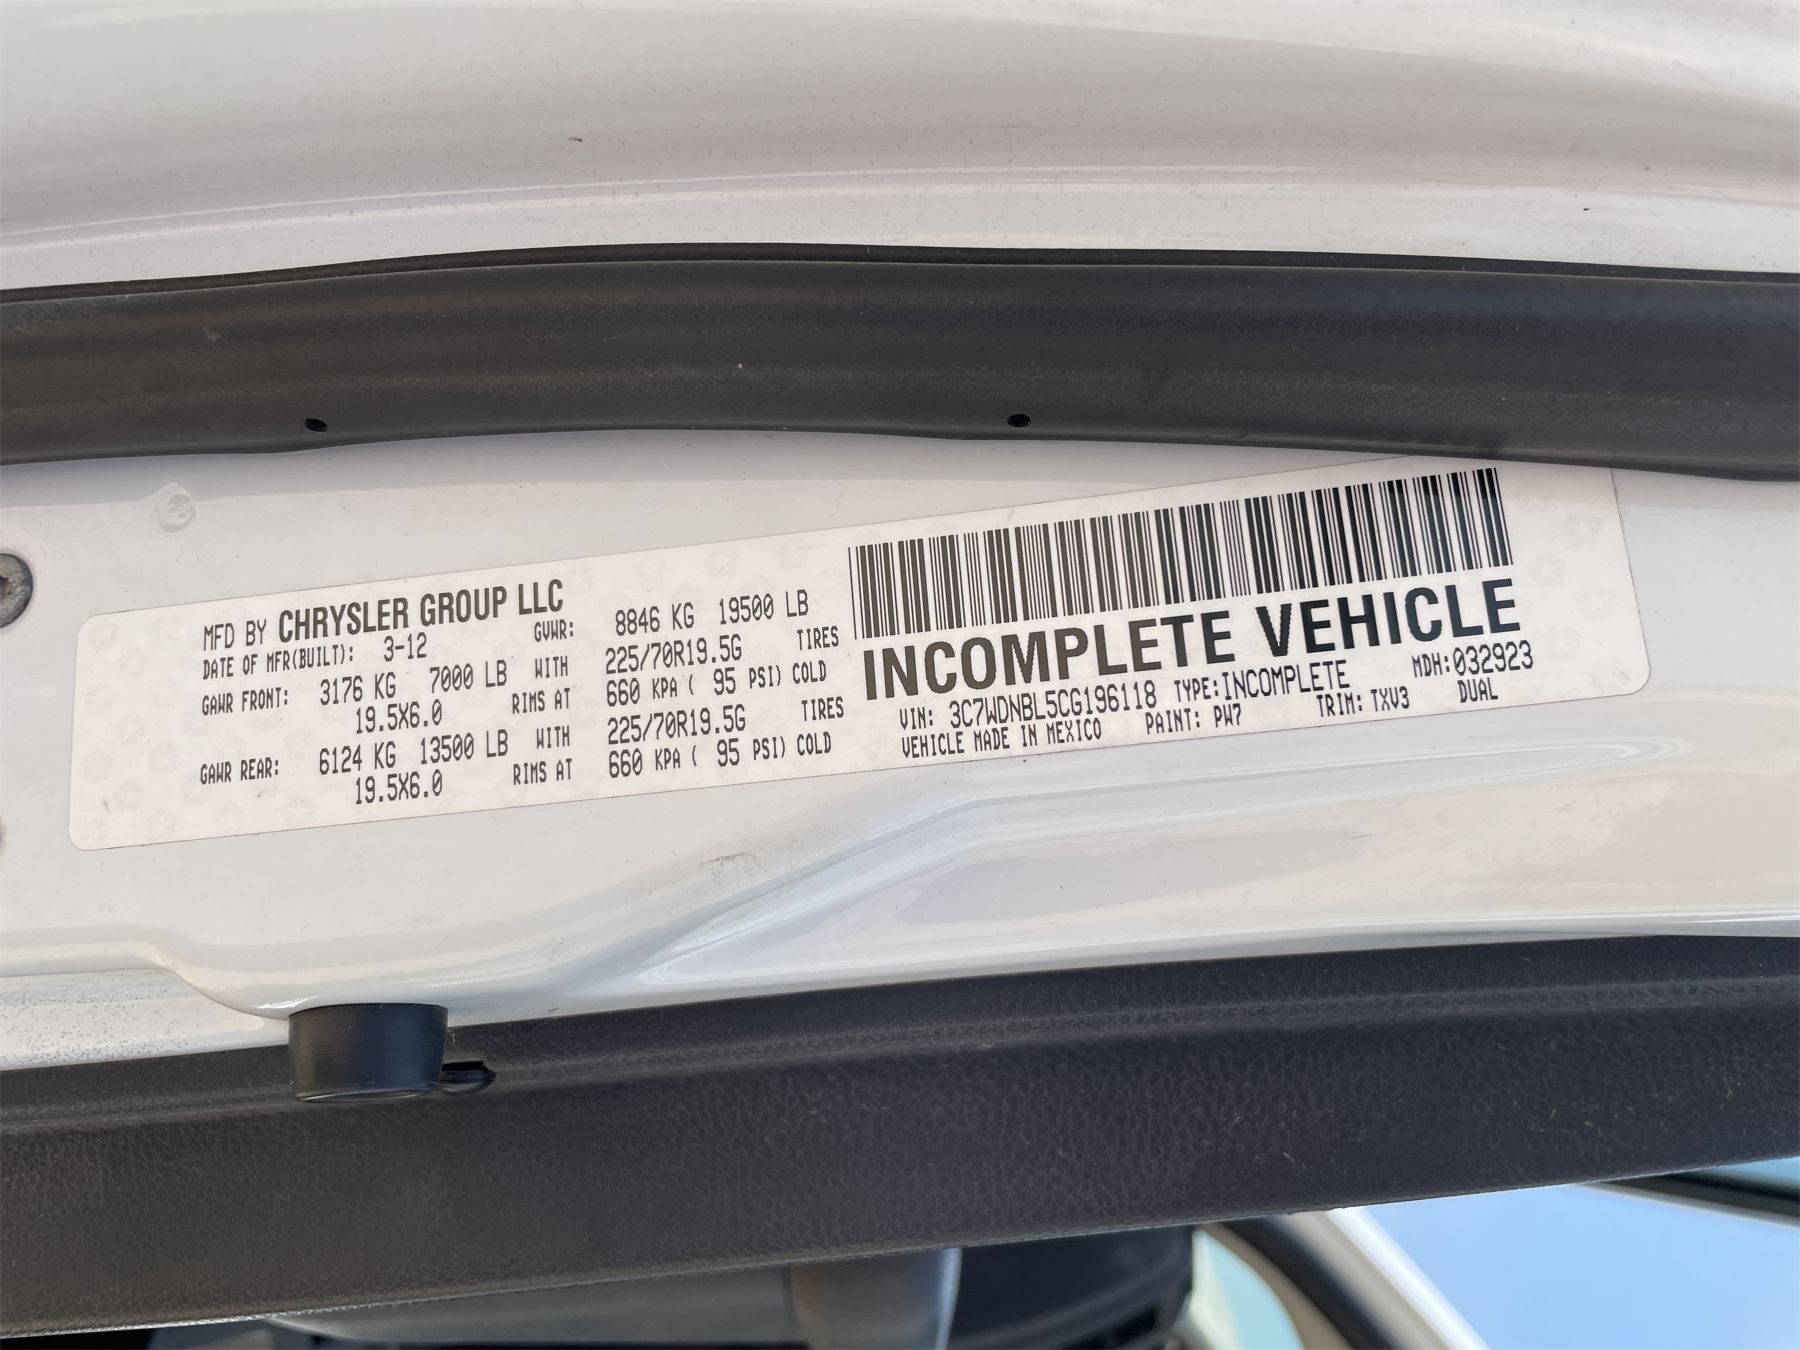 MFD BY CHRYSLER GROUP LLC
DATE OF MFR(BUILT): 3-12 GVWR: 8846 KG 19500 LB
GAWR FRONT: 3176 KG 7000 LB WITH 225/70R19.5G TIRES
19.5X6.0 RIMS AT 660 KPA ( 95 PSI) COLD
GAWR REAR: 6124 KG 13500 LB WITH 225/70R19.5G TIRES
19.5X6.0 RIMS AT 660 KPA ( 95 PSI) COLD
INCOMPLETE VEHICLE
VIN: 3C7WDNBL5CG196118 TYPE: INCOMPLETE MDH: 032923
VEHICLE MADE IN MEXICO PAINT: PW7 TRIM: TXV3 DUAL